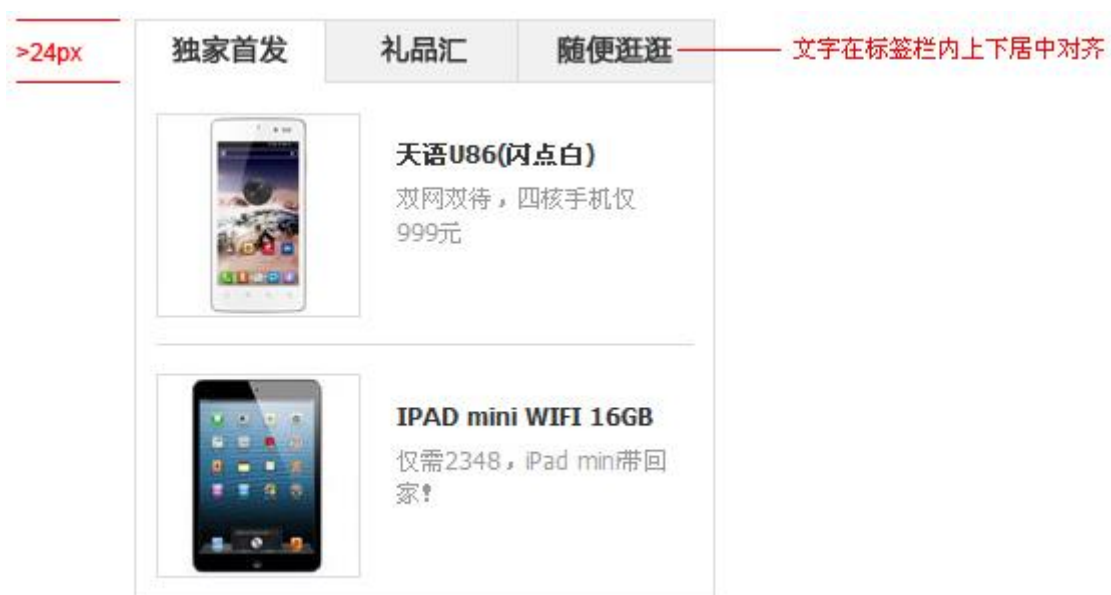 >24px
独家首发 礼品汇 随便逛逛 文字在标签栏内上下居中对齐
天语U86(闪点白)
双网双待，四核手机仅
999元
IPAD mini WIFI 16GB
仅需2348，iPad mini带回
家！